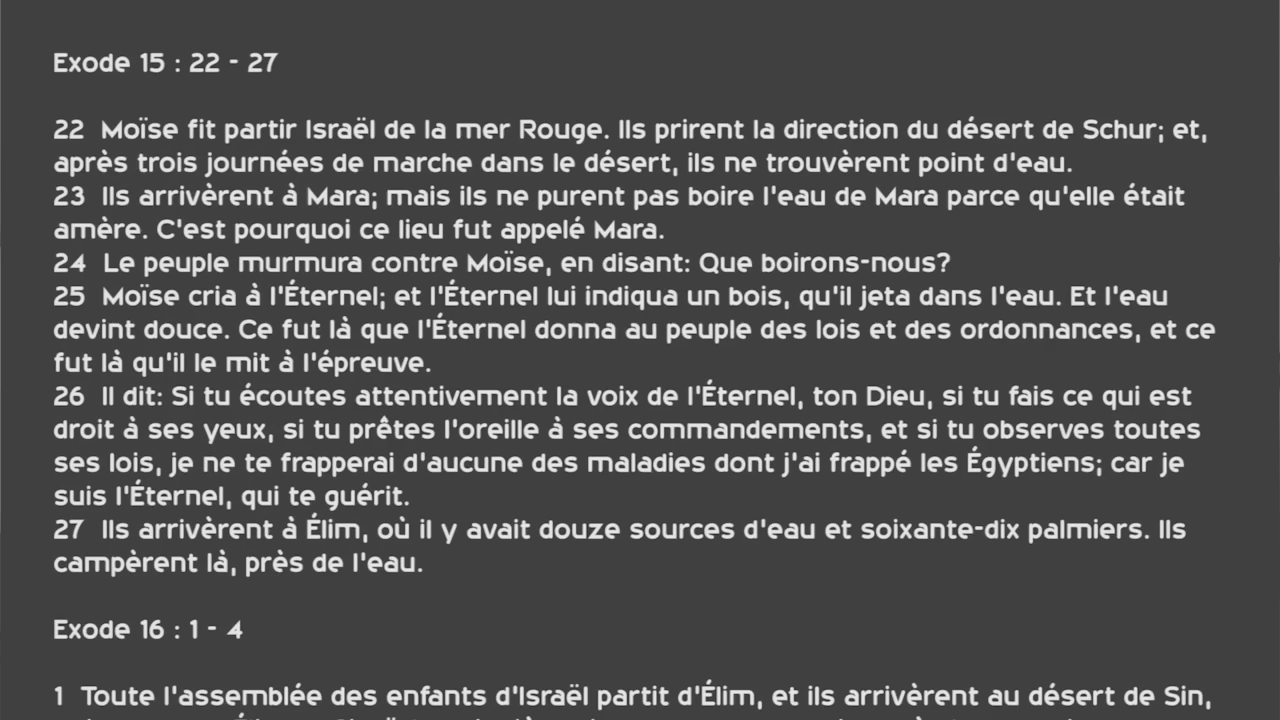 Exode 15 : 22 - 27
22 Moïse fit partir Israël de la mer Rouge. Ils prirent la direction du désert de Schur; et,
après trois journées de marche dans le désert, ils ne trouvèrent point d'eau.
23 Ils arrivèrent à Mara; mais ils ne purent pas boire l'eau de Mara parce qu'elle était
amère. C'est pourquoi ce lieu fut appelé Mara.
24 Le peuple murmura contre Moïse, en disant: Que boirons-nous?
25 Moïse cria à l'Éternel; et l'Éternel lui indiqua un bois, qu'il jeta dans l'eau. Et l'eau
devint douce. Ce fut là que l'Éternel donna au peuple des lois et des ordonnances, et ce
fut là qu'il le mit à l'épreuve.
26 Il dit: Si tu écoutes attentivement la voix de l'Éternel, ton Dieu, si tu fais ce qui est
droit à ses yeux, si tu prêtes l'oreille à ses commandements, et si tu observes toutes
ses lois, je ne te frapperai d'aucune des maladies dont j'ai frappé les Égyptiens; car je
suis l'Éternel, qui te guérit.
27 Ils arrivèrent à Élim, où il y avait douze sources d'eau et soixante-dix palmiers. Ils
campèrent là, près de l'eau.
Exode 16 : 1 - 4
1 Toute l'assemblée des enfants d'Israël partit d'Élim, et ils arrivèrent au désert de Sin,